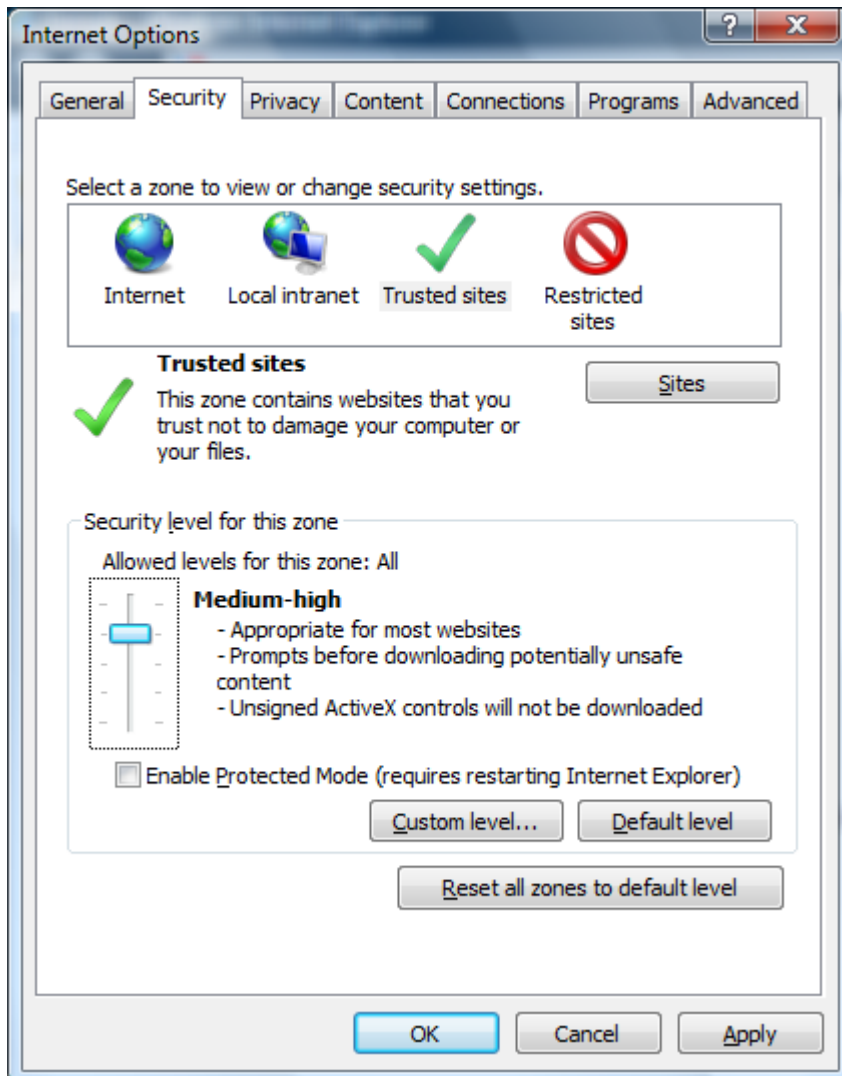 Internet Options
General Security Privacy Content Connections Programs Advanced
Select a zone to view or change security settings.
Internet Local intranet Trusted sites Restricted
sites
Trusted sites
Sites
This zone contains websites that you
trust not to damage your computer or
your files.
Security level for this zone
Allowed levels for this zone: All
Medium-high
- Appropriate for most websites
- Prompts before downloading potentially unsafe
content
- Unsigned ActiveX controls will not be downloaded
Enable Protected Mode (requires restarting Internet Explorer)
Custom level... Default level
Reset all zones to default level
OK Cancel Apply